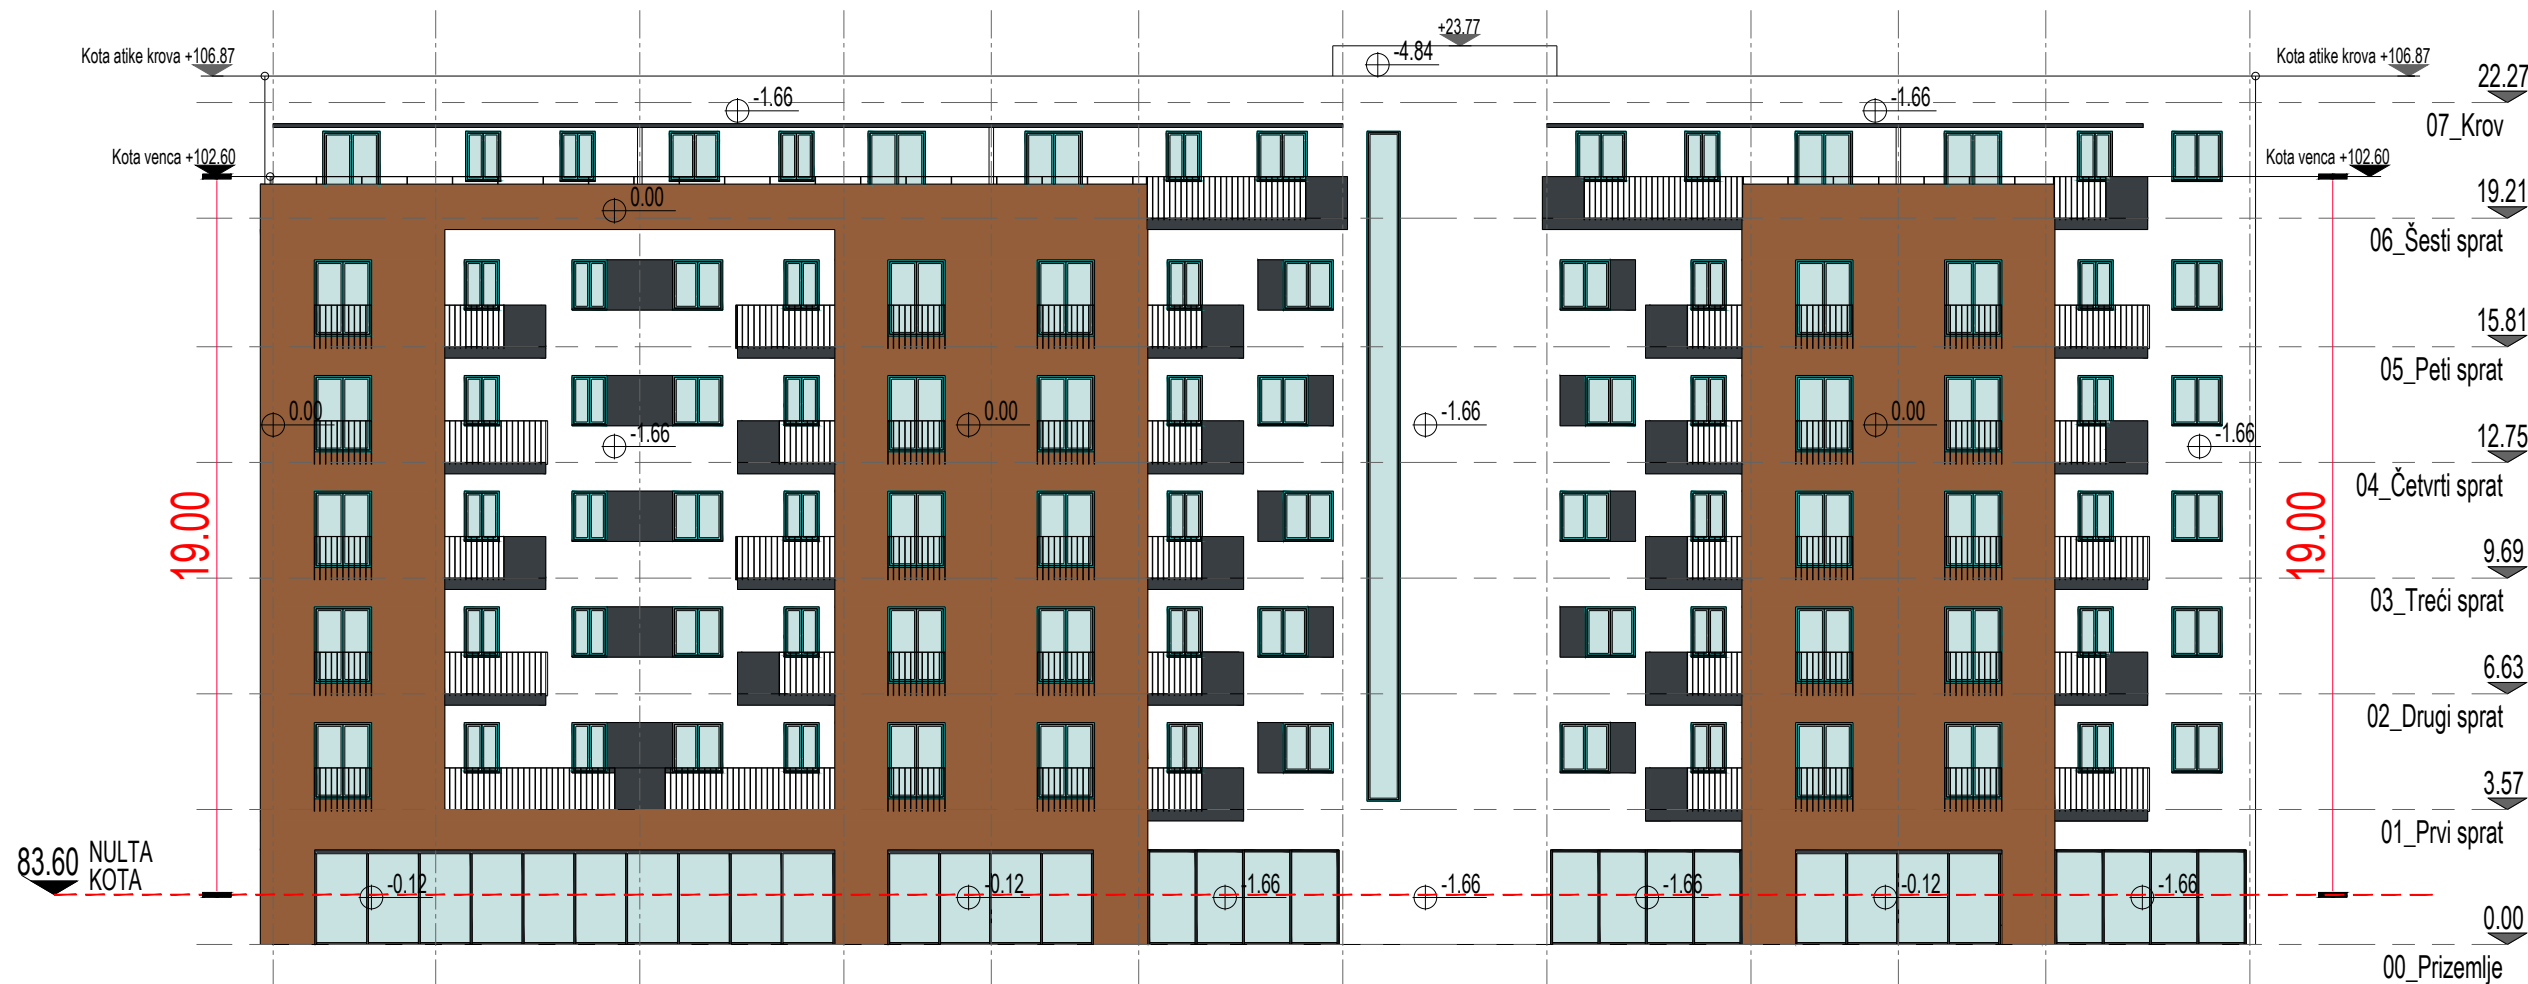 +23.77
Kota atike krova +106.87
-4.84
Kota atike krova +106.87
22.27
-1.66
-1.66
07_Krov
Kota venca +102.60
Kota venca +102.60
0.00
19.21
06_Šesti sprat
15.81
05_Peti sprat
0.00
-1.66
0.00
-1.66
0.00
-1.66
12.75
04_Četvrti sprat
19.00
19.00
9.69
03_Treći sprat
6.63
02_Drugi sprat
3.57
01_Prvi sprat
83.60 NULTA
KOTA
-0.12
-0.12
-1.66
-1.66
-1.66
-0.12
-1.66
0.00
00_Prizemlje